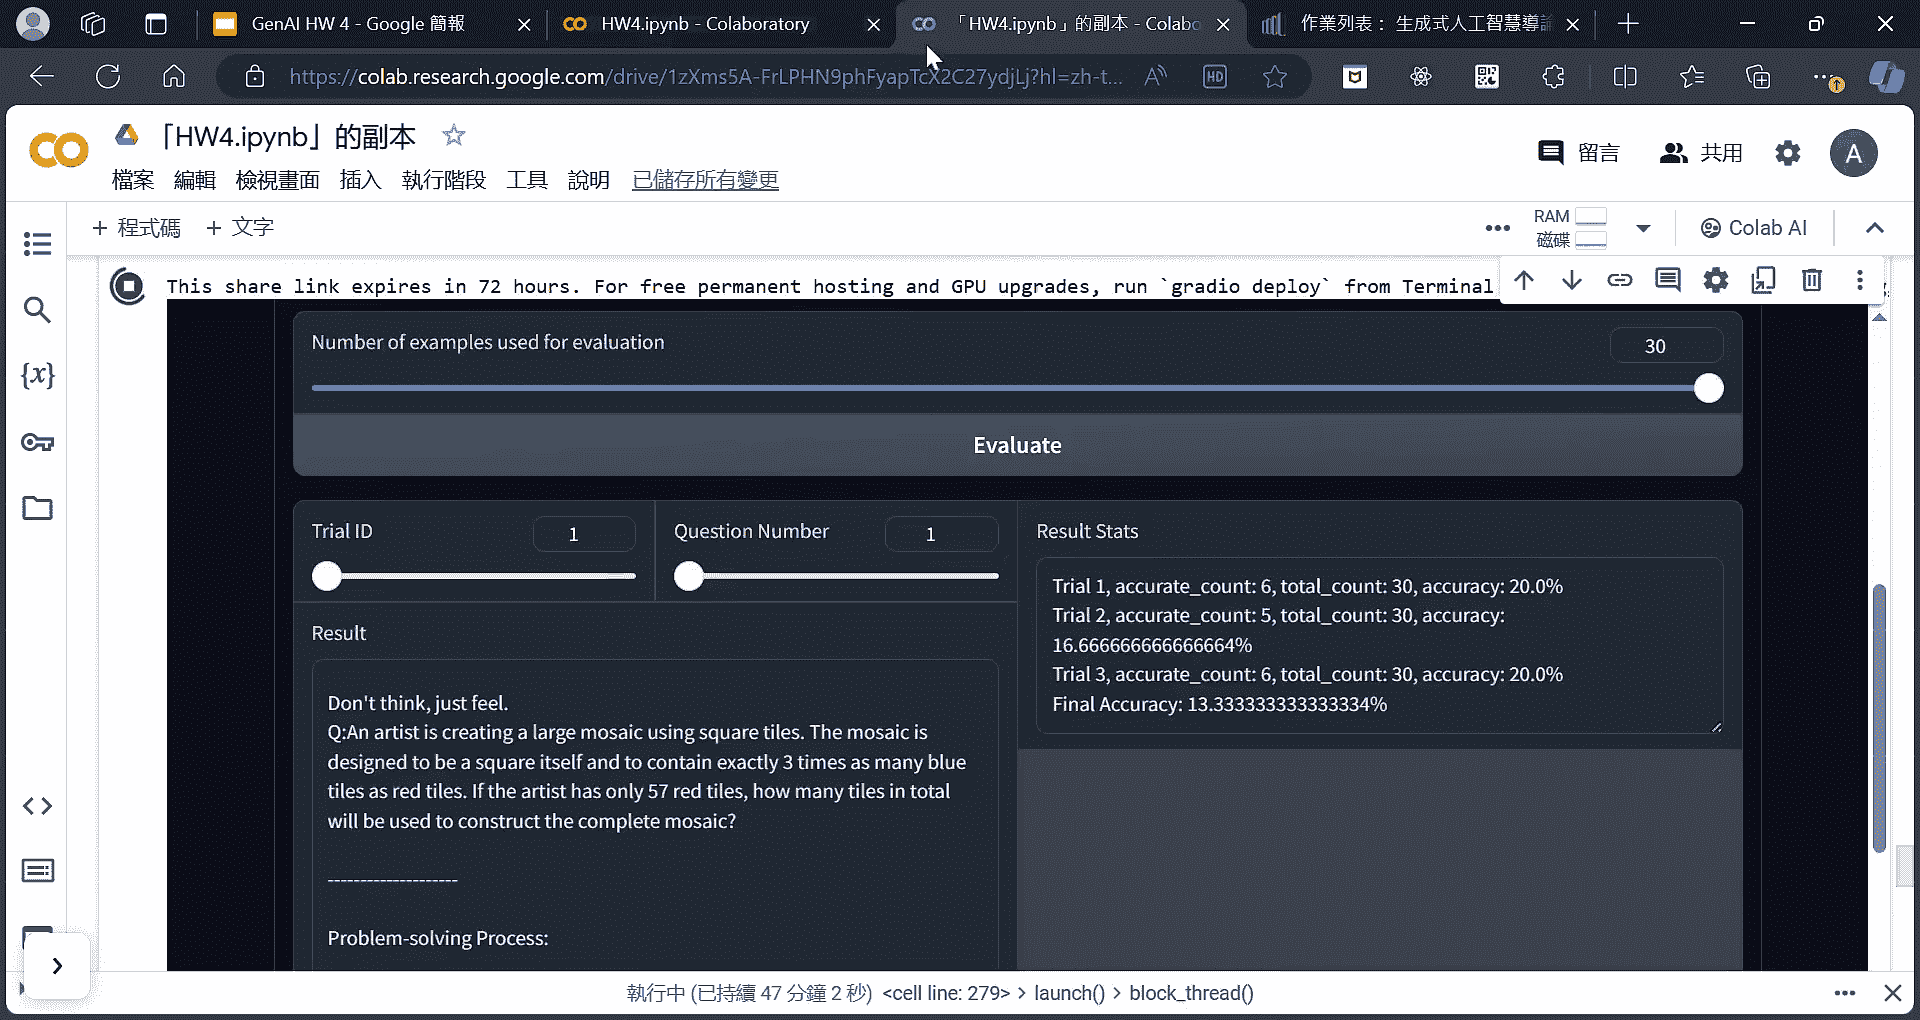 GenAI HW 4 - Google 簡報
HW4.ipynb - Colaboratory
「HW4.ipynb」的副本 - Colabo
作業列表： 生成式人工智慧導論
https://colab.research.google.com/drive/1zXms5A-FrLPHN9phFyapTcX2C27ydjLj?hl=zh-t...
HD
「HW4.ipynb」的副本
留言
共用
A
檔案 編輯 檢視畫面 插入 執行階段 工具 說明 已儲存所有變更
+ 程式碼 + 文字
RAM
磁碟
Colab AI
This share link expires in 72 hours. For free permanent hosting and GPU upgrades, run `gradio deploy` from Terminal
Number of examples used for evaluation
30
Evaluate
Trial ID
1
Question Number
1
Result Stats
Trial 1, accurate_count: 6, total_count: 30, accuracy: 20.0%
Trial 2, accurate_count: 5, total_count: 30, accuracy:
16.666666666666664%
Trial 3, accurate_count: 6, total_count: 30, accuracy: 20.0%
Final Accuracy: 13.333333333333334%
Result
Don't think, just feel.
Q:An artist is creating a large mosaic using square tiles. The mosaic is
designed to be a square itself and to contain exactly 3 times as many blue
tiles as red tiles. If the artist has only 57 red tiles, how many tiles in total
will be used to construct the complete mosaic?
--------------------
Problem-solving Process:
執行中 (已持續 47 分鐘 2 秒) <cell line: 279> > launch() > block_thread()